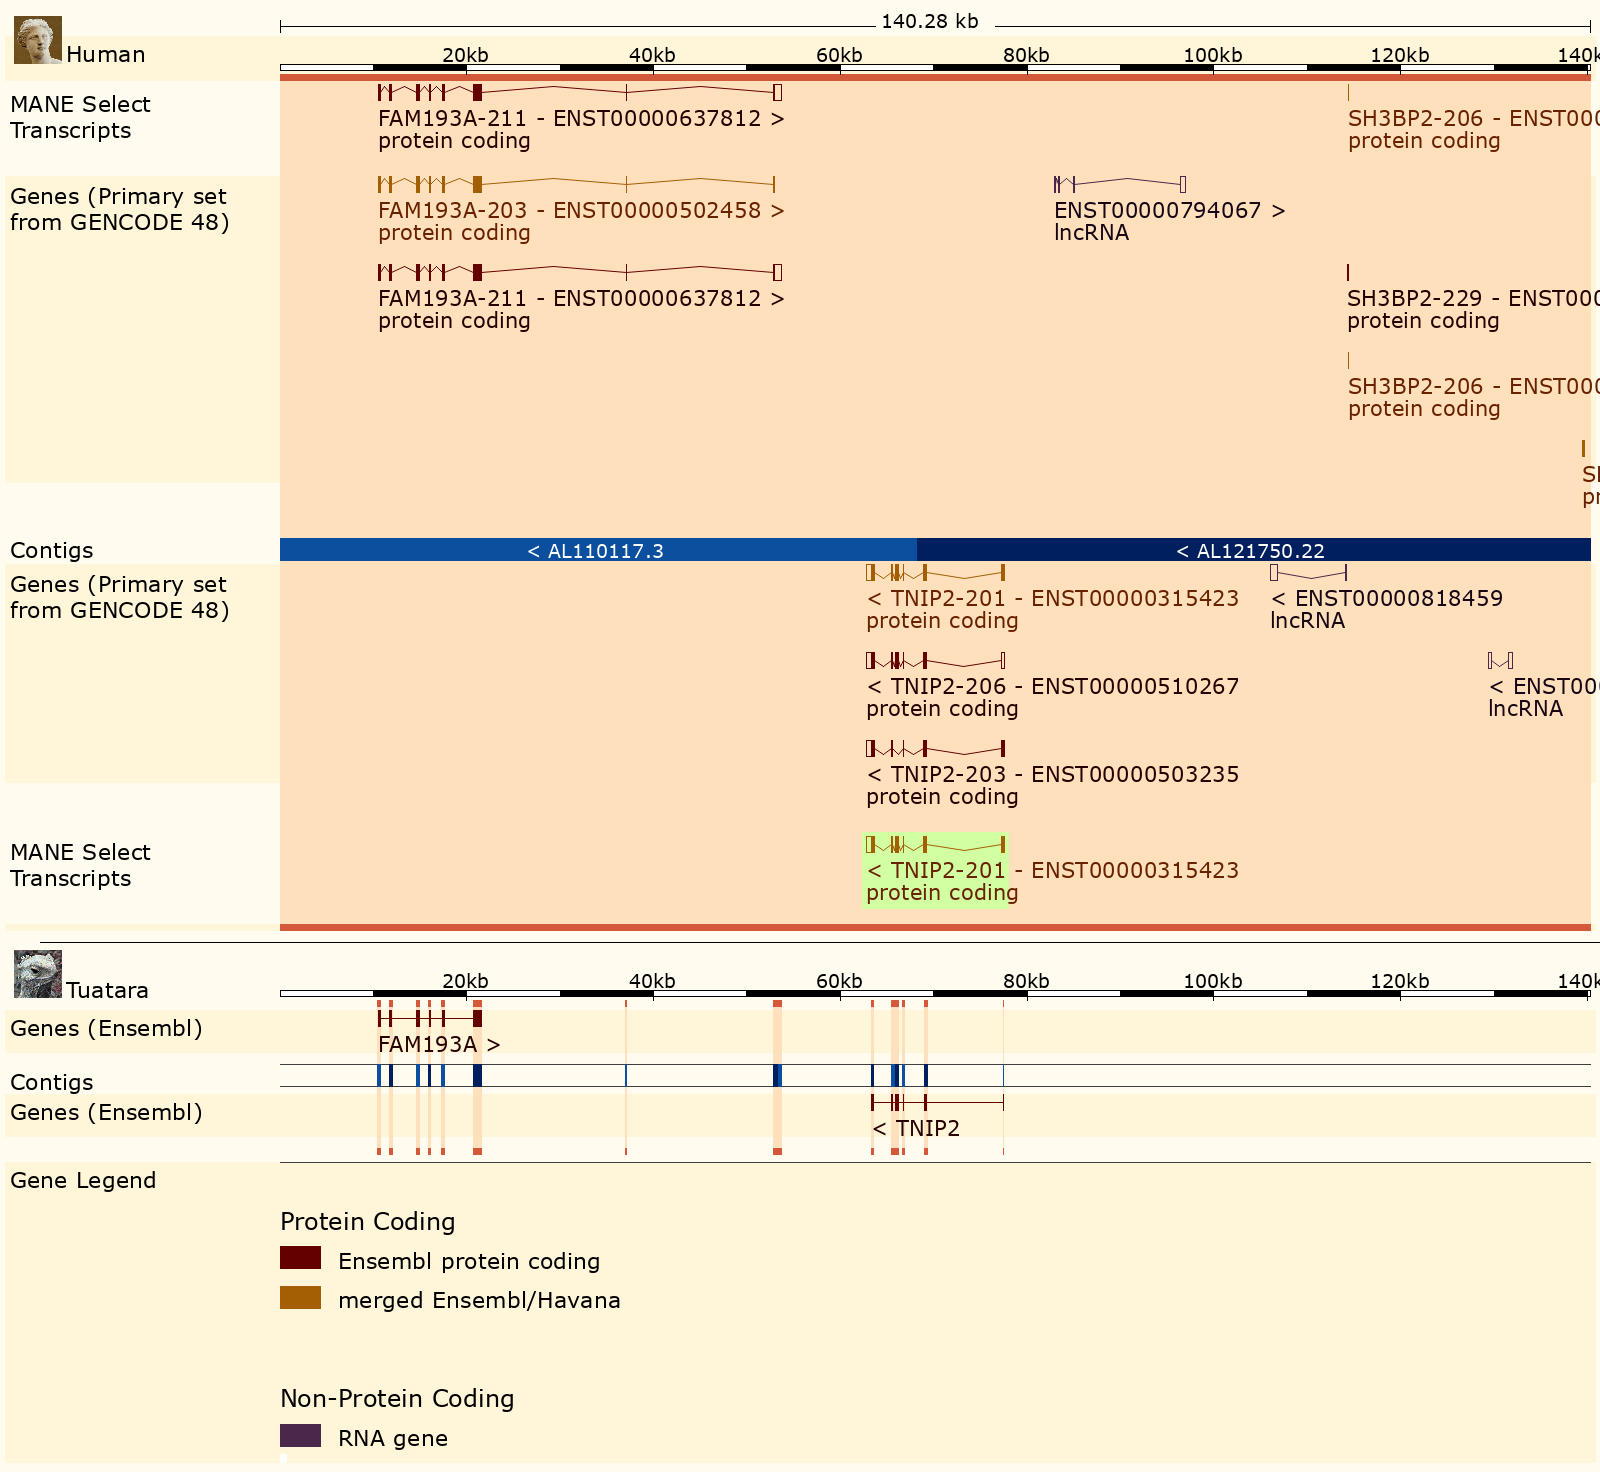 140.28 kb
Human
20kb 40kb 60kb 80kb 100kb 120kb 140k
MANE Select
Transcripts
FAM193A-211 - ENST00000637812 >
protein coding
SH3BP2-206 - ENST000
protein coding
Genes (Primary set
from GENCODE 48)
FAM193A-203 - ENST00000502458 >
protein coding
ENST00000794067 >
lncRNA
FAM193A-211 - ENST00000637812 >
protein coding
SH3BP2-229 - ENST000
protein coding
SH3BP2-206 - ENST000
protein coding
Contigs
< AL110117.3
< AL121750.22
Genes (Primary set
from GENCODE 48)
< TNIP2-201 - ENST00000315423
protein coding
< ENST00000818459
lncRNA
< TNIP2-206 - ENST00000510267
protein coding
< ENST000
lncRNA
< TNIP2-203 - ENST00000503235
protein coding
MANE Select
Transcripts
< TNIP2-201 - ENST00000315423
protein coding
Tuatara
20kb 40kb 60kb 80kb 100kb 120kb 140k
Genes (Ensembl)
FAM193A >
Contigs
Genes (Ensembl)
< TNIP2
Gene Legend
Protein Coding
Ensembl protein coding
merged Ensembl/Havana
Non-Protein Coding
RNA gene